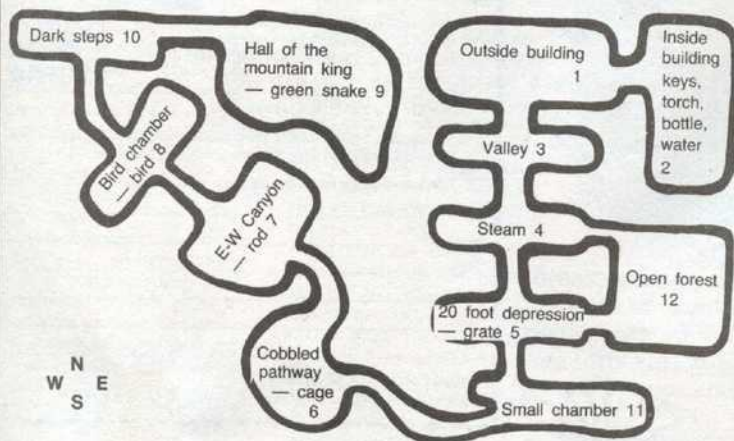 Dark steps 10
Hall of the
mountain king
— green snake 9
Outside building
1
Inside
building
keys,
torch,
bottle,
water
2
Bird chamber
— bird 8
Valley 3
E-W Canyon
— rod 7
Steam 4
Open forest
12
20 foot depression
— grate 5
Cobbled
pathway
— cage
6
N
W E
S
Small chamber 11